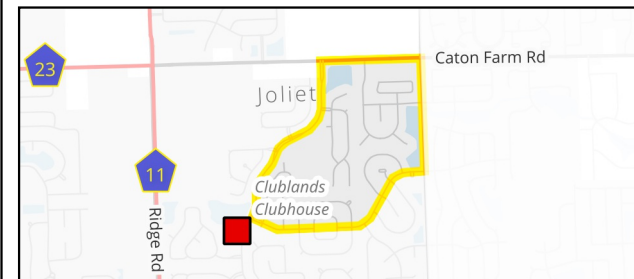 23
Caton Farm Rd
Joliet
11
Clublands
Clubhouse
Ridge Rd